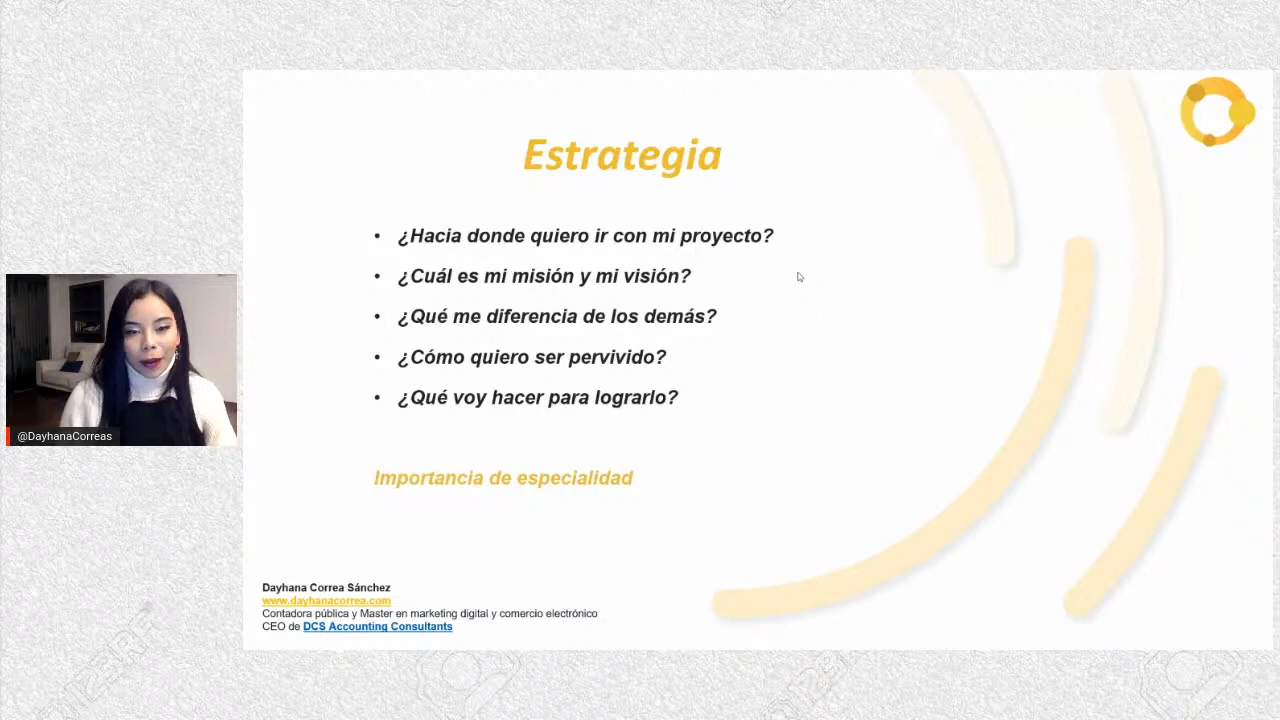 Estrategia
• ¿Hacia donde quiero ir con mi proyecto?
• ¿Cuál es mi misión y mi visión?
• ¿Qué me diferencia de los demás?
• ¿Cómo quiero ser pervivido?
• ¿Qué voy hacer para lograrlo?
@DayhanaCorreas
Importancia de especialidad
Dayhana Correa Sánchez
www.dayhanacorrea.com
Contadora pública y Master en marketing digital y comercio electrónico
CEO de DCS Accounting Consultants